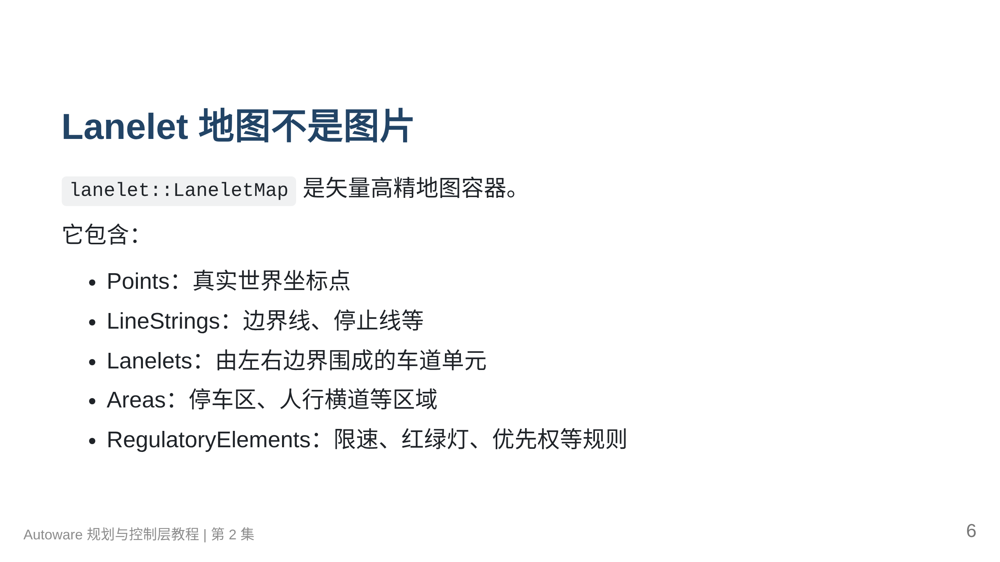 Lanelet 地图不是图片
lanelet::LaneletMap 是矢量高精地图容器。
它包含：
• Points：真实世界坐标点
• LineStrings：边界线、停止线等
• Lanelets：由左右边界围成的车道单元
• Areas：停车区、人行横道等区域
• RegulatoryElements：限速、红绿灯、优先权等规则
Autoware 规划与控制层教程 | 第 2 集
6